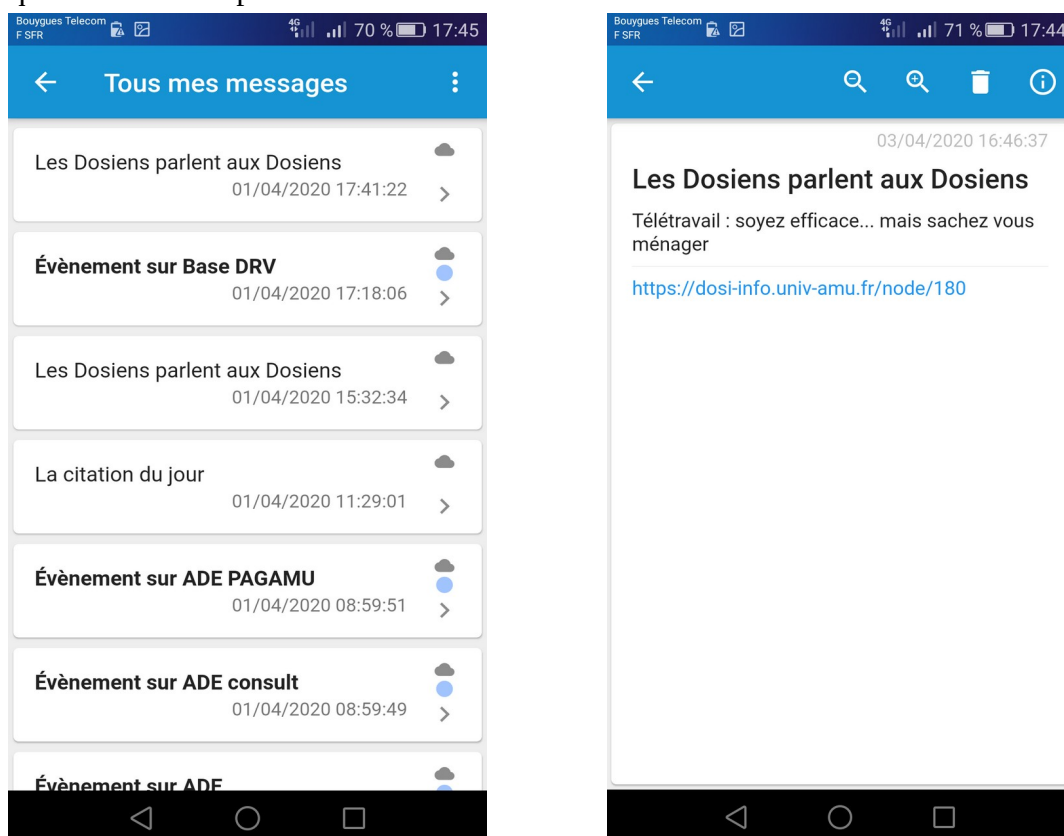 Bouygues Telecom
F SFR
4G
70 %
17:45
Tous mes messages
Les Dosiens parlent aux Dosiens
01/04/2020 17:41:22
Évènement sur Base DRV
01/04/2020 17:18:06
Les Dosiens parlent aux Dosiens
01/04/2020 15:32:34
La citation du jour
01/04/2020 11:29:01
Évènement sur ADE PAGAMU
01/04/2020 08:59:51
Évènement sur ADE consult
01/04/2020 08:59:49
Évènement sur ADE
Bouygues Telecom
F SFR
4G
71 %
17:44
03/04/2020 16:46:37
Les Dosiens parlent aux Dosiens
Télétravail : soyez efficace... mais sachez vous
ménager
https://dosi-info.univ-amu.fr/node/180